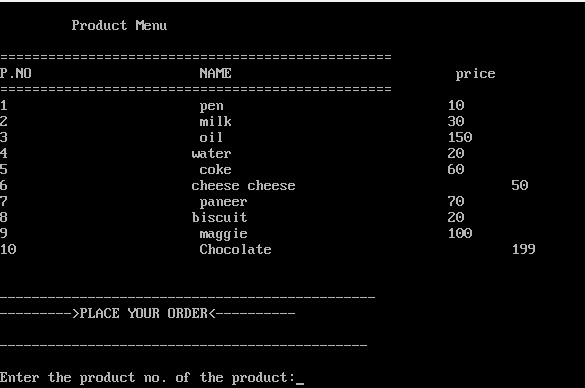 Product Menu
=================================================
P.NO NAME price
=================================================
1 pen 10
2 milk 30
3 oil 150
4 water 20
5 coke 60
6 cheese cheese 50
7 paneer 70
8 biscuit 20
9 maggie 100
10 Chocolate 199
-----------------------------------------------
--------->PLACE YOUR ORDER<----------
----------------------------------------------
Enter the product no. of the product:_